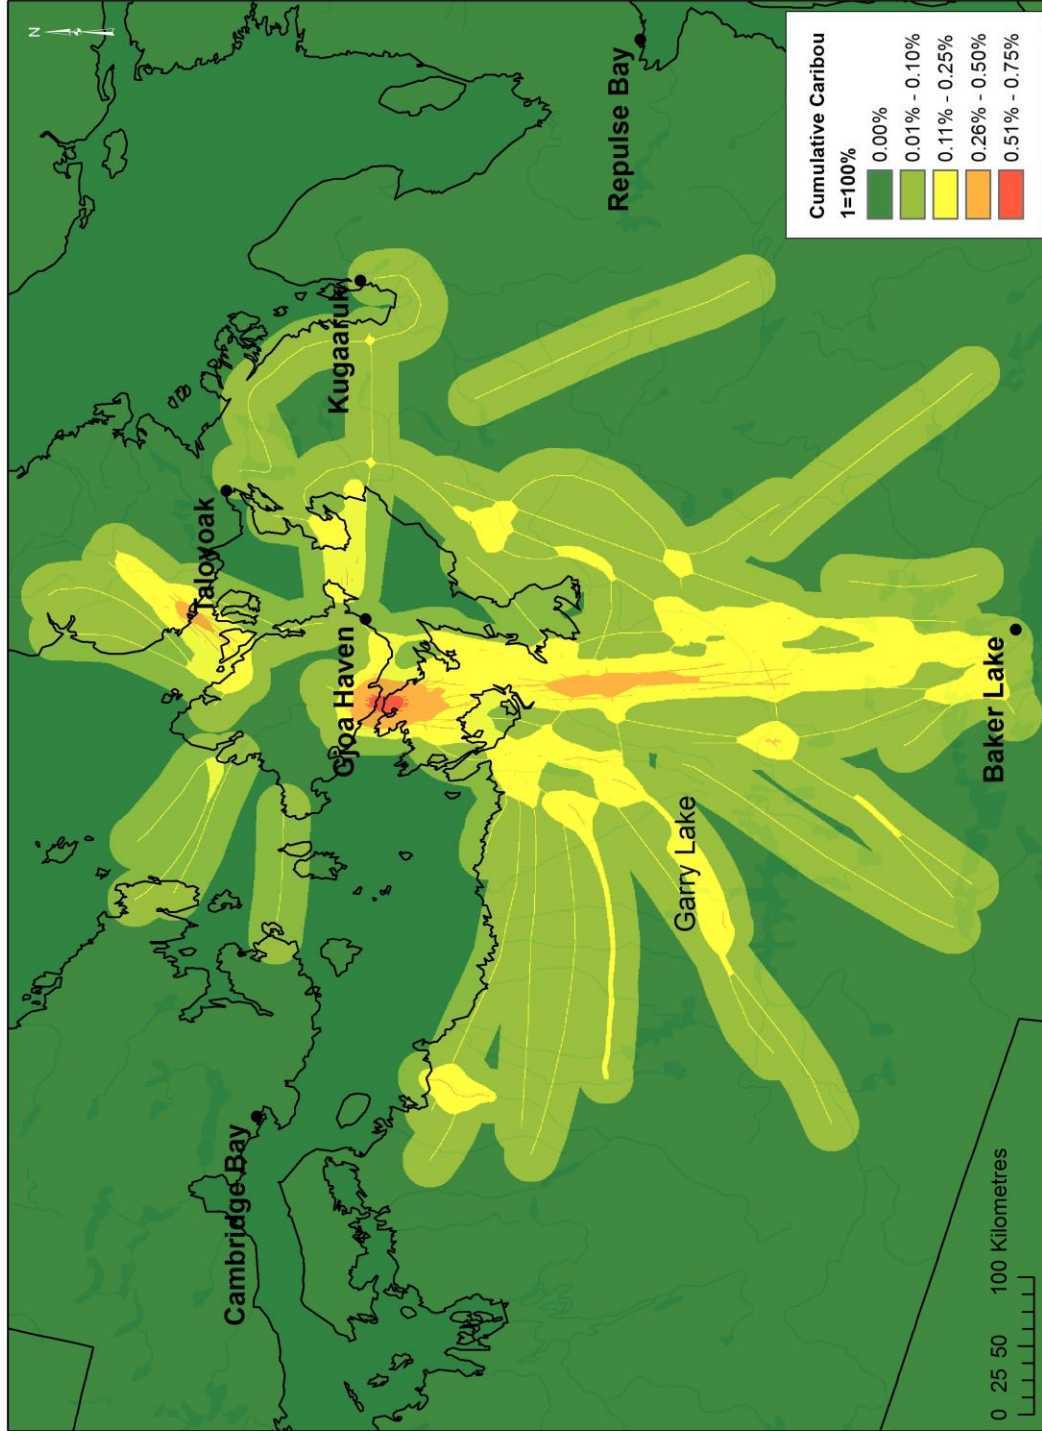 N
Cambridge Bay
Taloyoak
Gjoa Haven
Kugaaruk
Repulse Bay
Garry Lake
Baker Lake
0 25 50 100 Kilometres
Cumulative Caribou
1=100%
0.00%
0.01% - 0.10%
0.11% - 0.25%
0.26% - 0.50%
0.51% - 0.75%